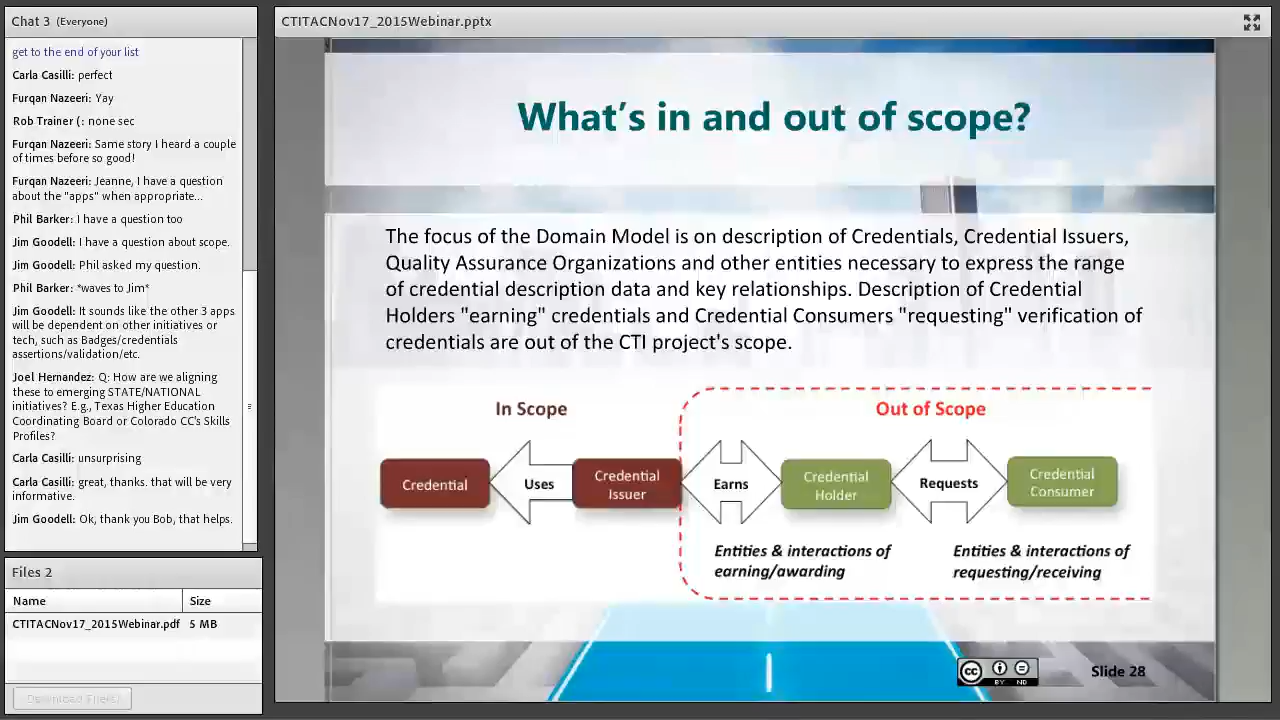 Chat 3 (Everyone)
get to the end of your list
Carla Casilli: perfect
Furqan Nazeeri: Yay
Rob Trainer (: none sec
Furqan Nazeeri: Same story I heard a couple
of times before so good!
Furqan Nazeeri: Jeanne, I have a question
about the "apps" when appropriate...
Phil Barker: I have a question too
Jim Goodell: I have a question about scope.
Jim Goodell: Phil asked my question.
Phil Barker: *waves to Jim*
Jim Goodell: It sounds like the other 3 apps
will be dependent on other initiatives or
tech, such as Badges/credentials
assertions/validation/etc.
Joel Hernandez: Q: How are we aligning
these to emerging STATE/NATIONAL
initiatives? E.g., Texas Higher Education
Coordinating Board or Colorado CC's Skills
Profiles?
Carla Casilli: unsurprising
Carla Casilli: great, thanks. that will be very
informative.
Jim Goodell: Ok, thank you Bob, that helps.
Files 2
Name Size
CTITACNov17_2015Webinar.pdf 5 MB
Download File(s)
CTITACNov17_2015Webinar.pptx
What's in and out of scope?
The focus of the Domain Model is on description of Credentials, Credential Issuers,
Quality Assurance Organizations and other entities necessary to express the range
of credential description data and key relationships. Description of Credential
Holders "earning" credentials and Credential Consumers "requesting" verification of
credentials are out of the CTI project's scope.
In Scope
Out of Scope
Credential
Uses
Credential
Issuer
Earns
Credential
Holder
Requests
Credential
Consumer
Entities & interactions of
earning/awarding
Entities & interactions of
requesting/receiving
cc BY ND
Slide 28